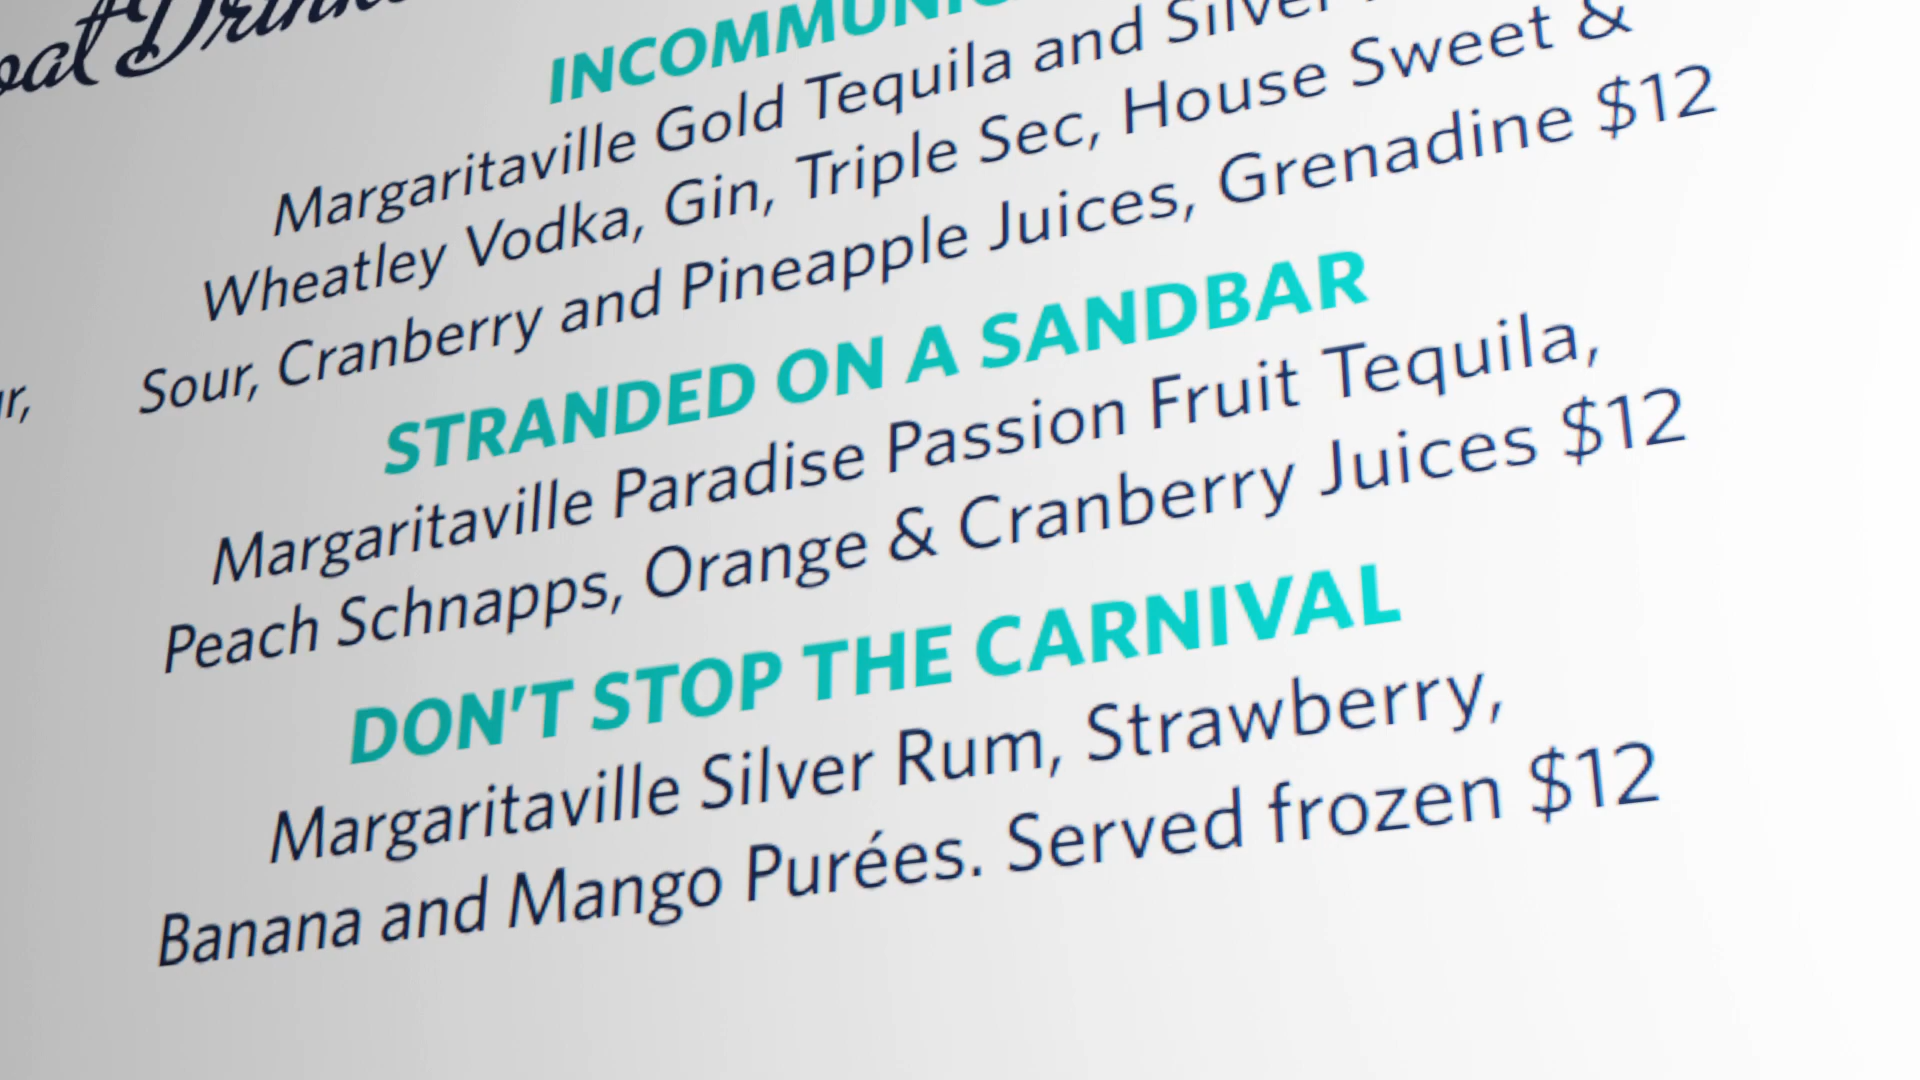 INCOMMUNIC
Margaritaville Gold Tequila and Silver
Wheatley Vodka, Gin, Triple Sec, House Sweet &
Sour, Cranberry and Pineapple Juices, Grenadine $12
STRANDED ON A SANDBAR
Margaritaville Paradise Passion Fruit Tequila,
Peach Schnapps, Orange & Cranberry Juices $12
DON'T STOP THE CARNIVAL
Margaritaville Silver Rum, Strawberry,
Banana and Mango Purées. Served frozen $12